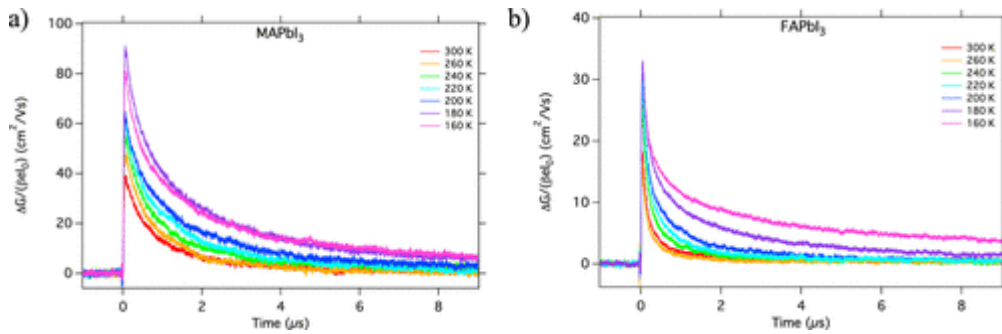 a)
MAPbI3
100
80
60
40
20
0
ΔG/(βeI0) (cm²/Vs)
300 K
260 K
240 K
220 K
200 K
180 K
160 K
0 2 4 6 8
Time (µs)
b)
FAPbI3
40
30
20
10
0
ΔG/(βeI0) (cm²/Vs)
300 K
260 K
240 K
220 K
200 K
180 K
160 K
0 2 4 6 8
Time (µs)